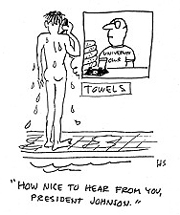 UNIVERSITY
CLUB
TOWELS
HS
"HOW NICE TO HEAR FROM YOU,
PRESIDENT JOHNSON."